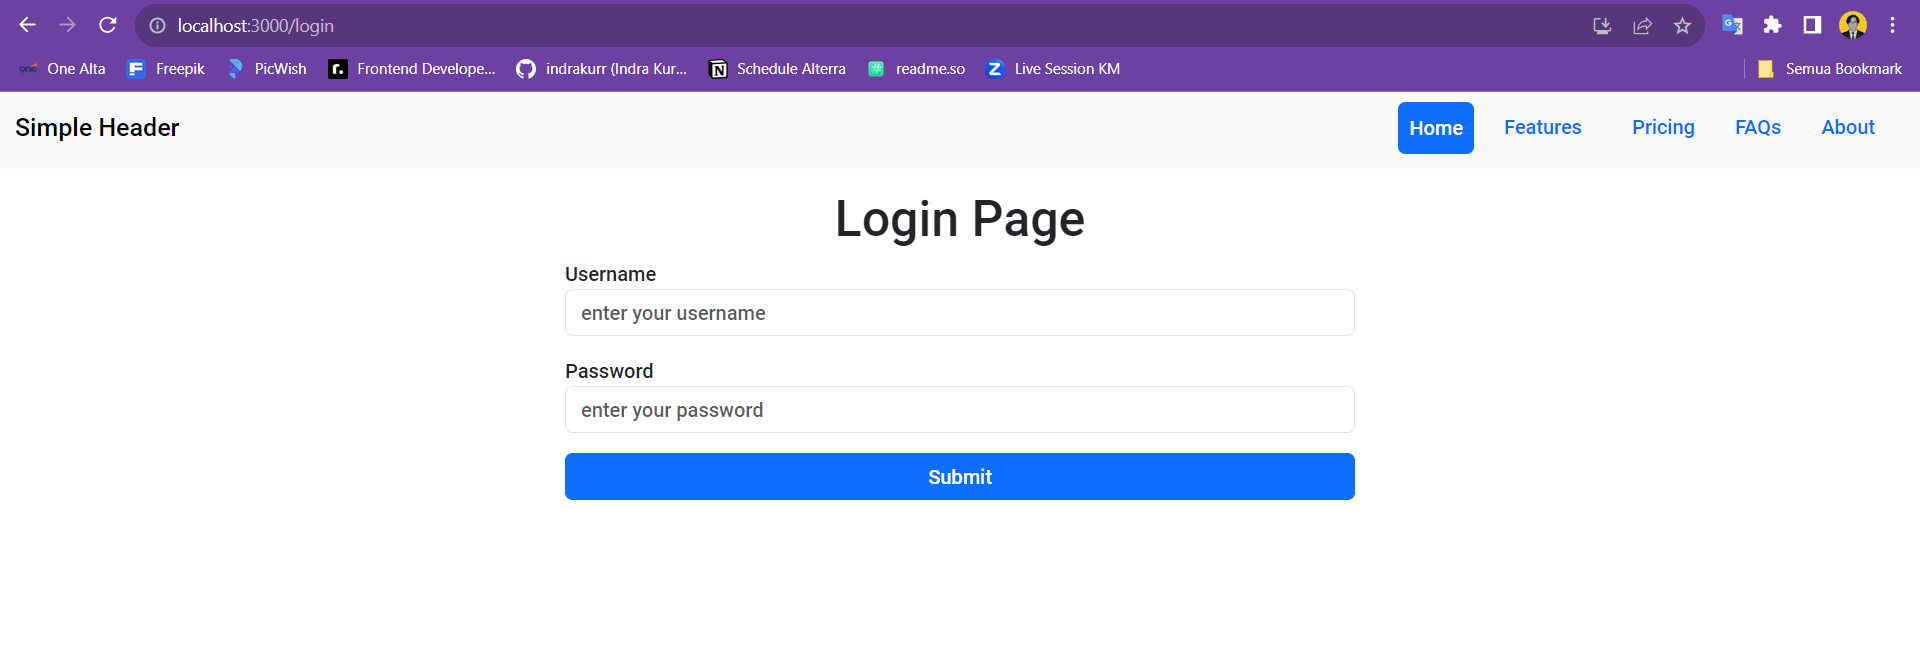 localhost:3000/login
one One Alta Freepik PicWish r. Frontend Develope... indrakurr (Indra Kur... N Schedule Alterra readme.so Z Live Session KM Semua Bookmark
Simple Header Home Features Pricing FAQs About
Login Page
Username
enter your username
Password
enter your password
Submit